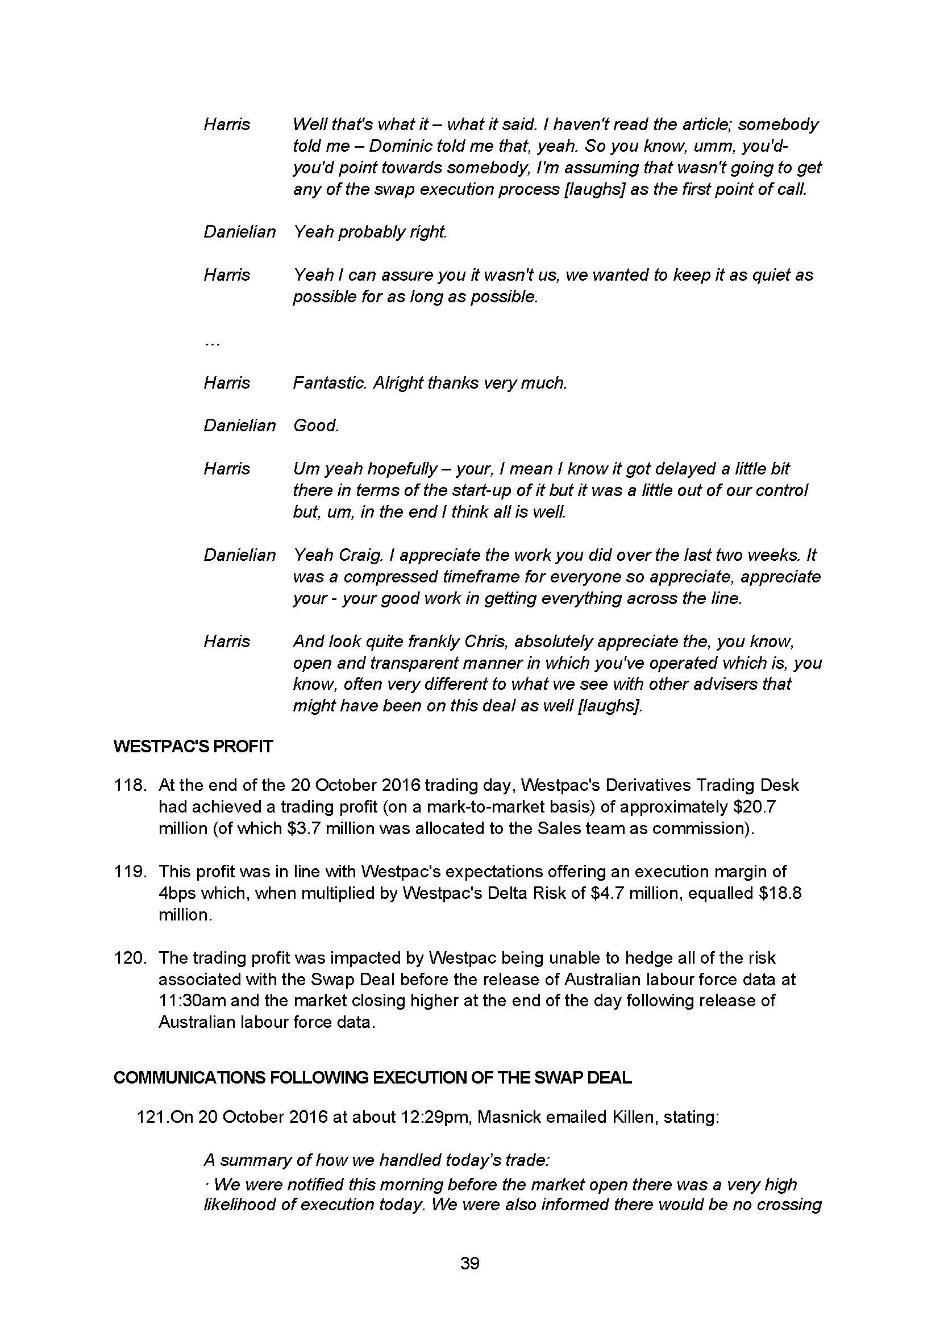 Harris Well that's what it – what it said. I haven't read the article; somebody
told me – Dominic told me that, yeah. So you know, umm, you'd-
you'd point towards somebody, I'm assuming that wasn't going to get
any of the swap execution process [laughs] as the first point of call.
Danielian Yeah probably right.
Harris Yeah I can assure you it wasn't us, we wanted to keep it as quiet as
possible for as long as possible.
…
Harris Fantastic. Alright thanks very much.
Danielian Good.
Harris Um yeah hopefully – your, I mean I know it got delayed a little bit
there in terms of the start-up of it but it was a little out of our control
but, um, in the end I think all is well.
Danielian Yeah Craig. I appreciate the work you did over the last two weeks. It
was a compressed timeframe for everyone so appreciate, appreciate
your - your good work in getting everything across the line.
Harris And look quite frankly Chris, absolutely appreciate the, you know,
open and transparent manner in which you've operated which is, you
know, often very different to what we see with other advisers that
might have been on this deal as well [laughs].
WESTPAC'S PROFIT
118. At the end of the 20 October 2016 trading day, Westpac's Derivatives Trading Desk
had achieved a trading profit (on a mark-to-market basis) of approximately $20.7
million (of which $3.7 million was allocated to the Sales team as commission).
119. This profit was in line with Westpac's expectations offering an execution margin of
4bps which, when multiplied by Westpac's Delta Risk of $4.7 million, equalled $18.8
million.
120. The trading profit was impacted by Westpac being unable to hedge all of the risk
associated with the Swap Deal before the release of Australian labour force data at
11:30am and the market closing higher at the end of the day following release of
Australian labour force data.
COMMUNICATIONS FOLLOWING EXECUTION OF THE SWAP DEAL
121.On 20 October 2016 at about 12:29pm, Masnick emailed Killen, stating:
A summary of how we handled today's trade:
· We were notified this morning before the market open there was a very high
likelihood of execution today. We were also informed there would be no crossing
39